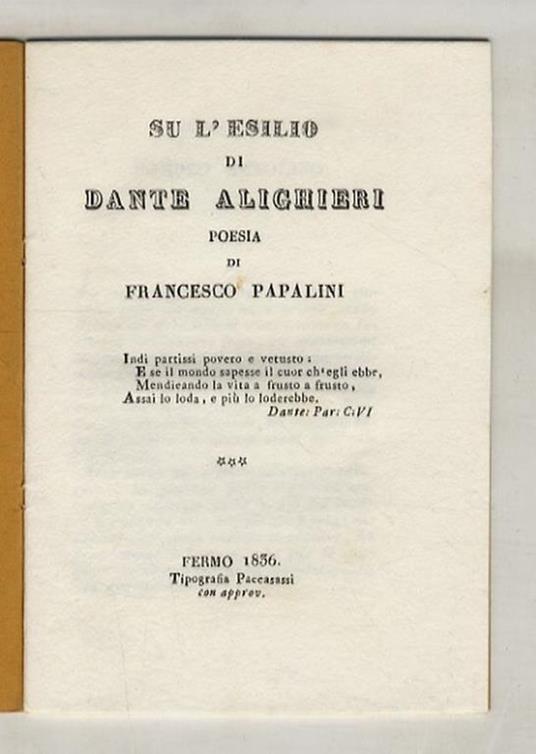 SU L'ESILIO
DI
DANTE ALIGHIERI
POESIA
DI
FRANCESCO PAPALINI
Indi partissi povero e vetusto:
E se il mondo sapesse il cuor ch'egli ebbe,
Mendicando la vita a frusto a frusto,
Assai lo loda, e più lo loderebbe.
Dante: Par: C: VI
FERMO 1836.
Tipografia Paccasassi
con approv.